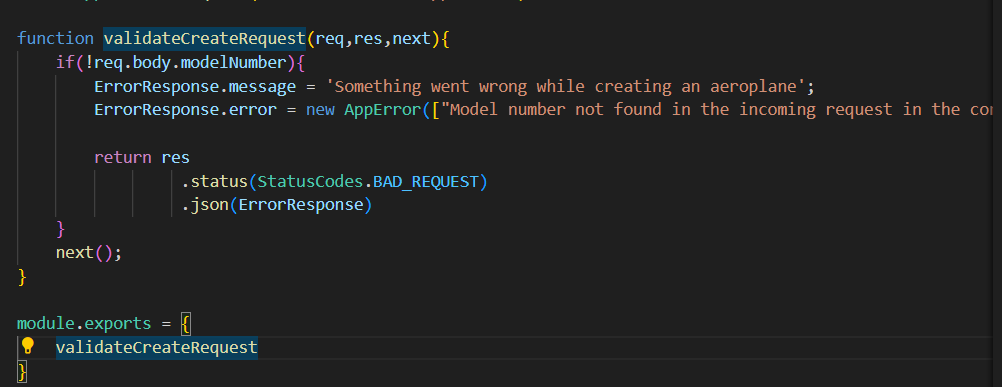 function validateCreateRequest(req,res,next){
if(!req.body.modelNumber){
ErrorResponse.message = 'Something went wrong while creating an aeroplane';
ErrorResponse.error = new AppError(["Model number not found in the incoming request in the
return res
.status(StatusCodes.BAD_REQUEST)
.json(ErrorResponse)
}
next();
}
module.exports = {
validateCreateRequest
}